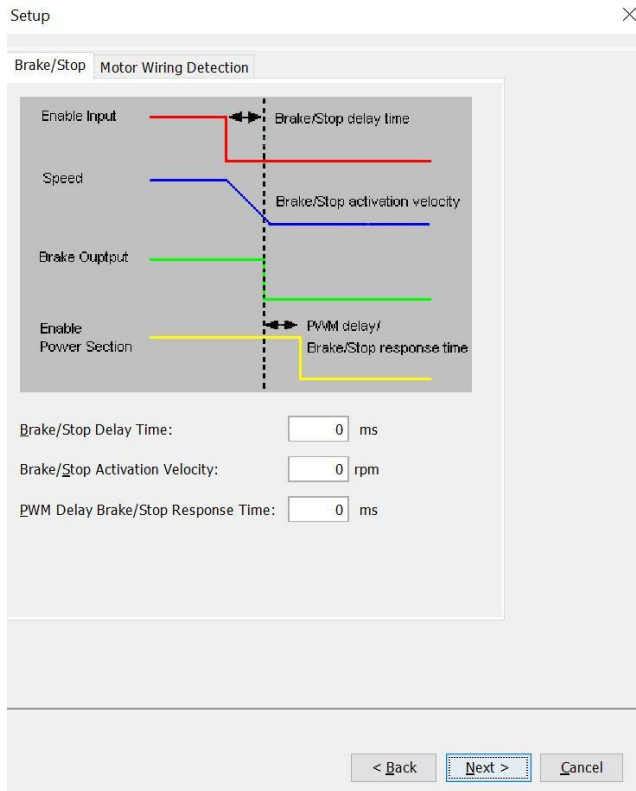 Setup
Brake/Stop Motor Wiring Detection
Enable Input
Brake/Stop delay time
Speed
Brake/Stop activation velocity
Brake Ouptput
Enable
Power Section
PWM delay/
Brake/Stop response time
Brake/Stop Delay Time: 0 ms
Brake/Stop Activation Velocity: 0 rpm
PWM Delay Brake/Stop Response Time: 0 ms
< Back Next > Cancel